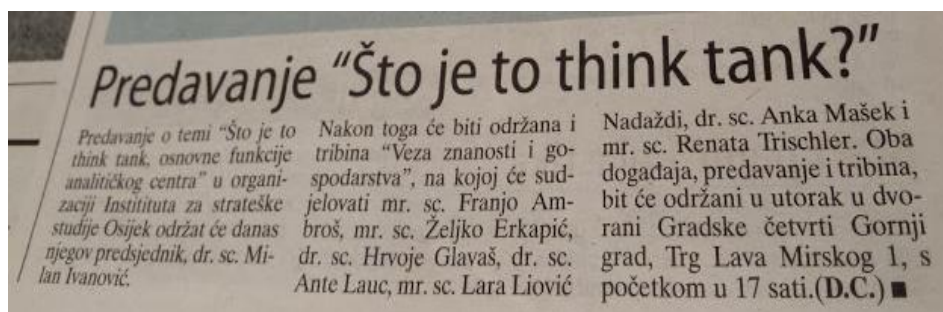 Predavanje “Što je to think tank?”
Predavanje o temi “Što je to
think tank, osnovne funkcije
analitičkog centra” u organi-
zaciji Institituta za strateške
studije Osijek održat će danas
njegov predsjednik, dr. sc. Mi-
lan Ivanović.
Nakon toga će biti održana i
tribina “Veza znanosti i go-
spodarstva”, na kojoj će sud-
jelovati mr. sc. Franjo Am-
broš, mr. sc. Željko Erkapić,
dr. sc. Hrvoje Glavaš, dr. sc.
Ante Lauc, mr. sc. Lara Liović
Nadaždi, dr. sc. Anka Mašek i
mr. sc. Renata Trischler. Oba
događaja, predavanje i tribina,
bit će održani u utorak u dvo-
rani Gradske četvrti Gornji
grad, Trg Lava Mirskog 1, s
početkom u 17 sati.(D.C.) ■